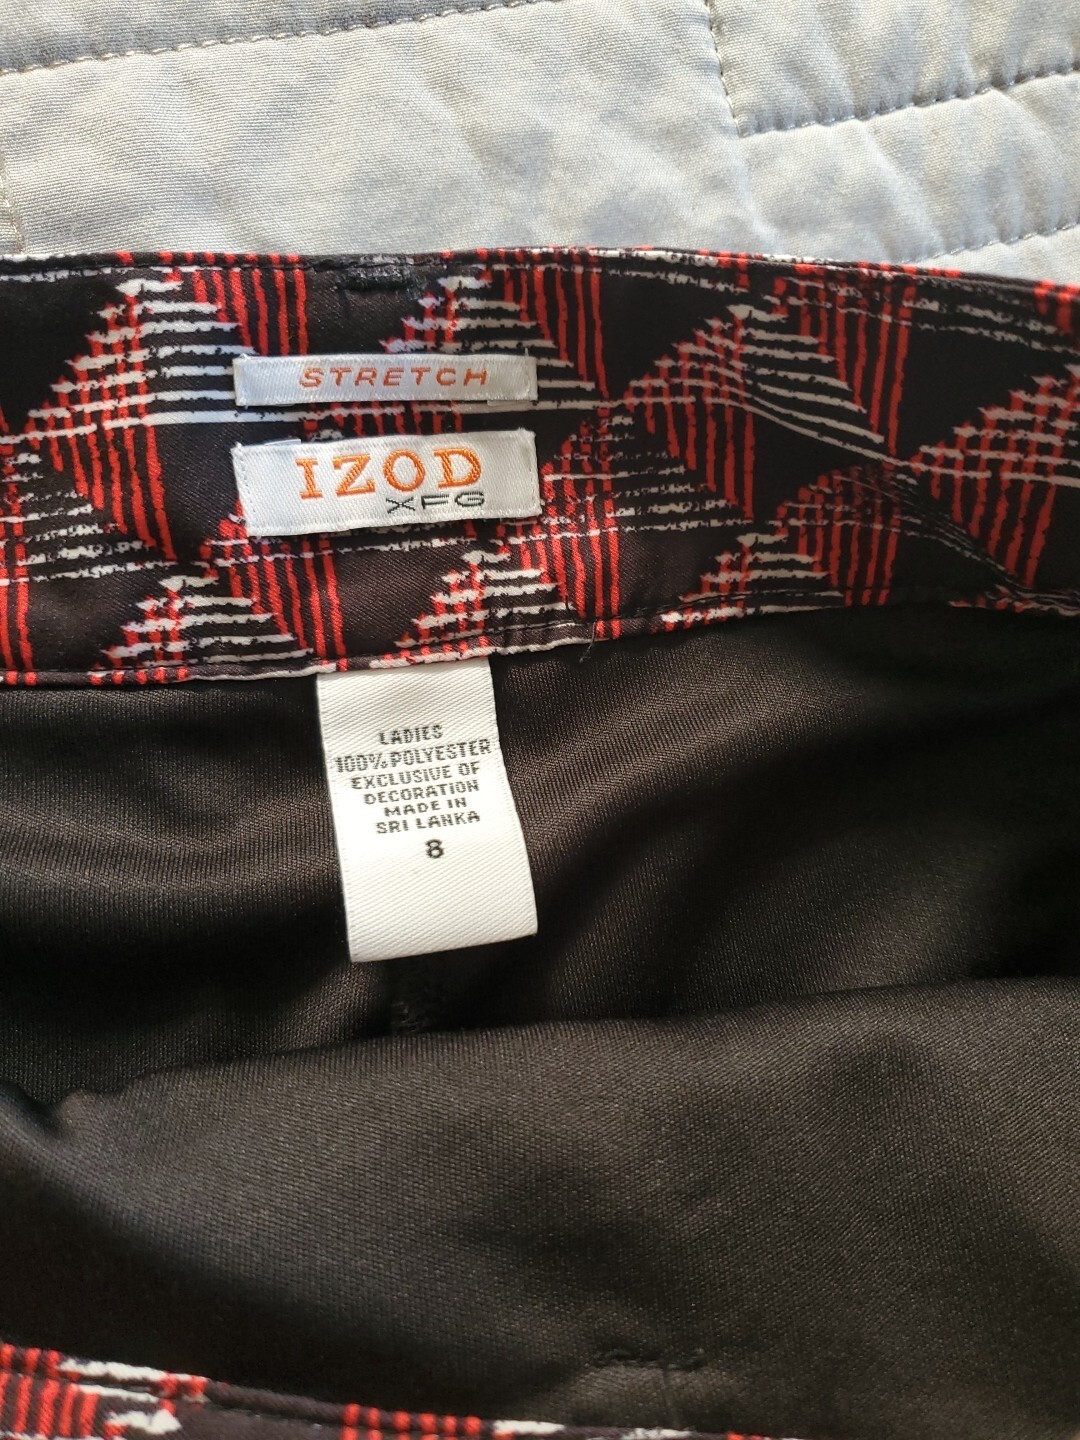 STRETCH
IZOD
XFG
LADIES
100% POLYESTER
EXCLUSIVE OF
DECORATION
MADE IN
SRI LANKA
8